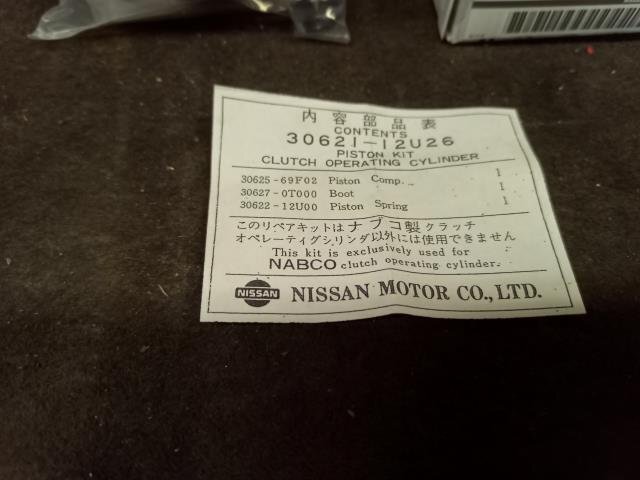 内容部品表
CONTENTS
30621-12U26
PISTON KIT
CLUTCH OPERATING CYLINDER
30625-69F02 Piston Comp. 1
30627-0T000 Boot 1
30622-12U00 Piston Spring 1
このリペアキットはナブコ製クラッチ
オペレーティグシリンダ以外には使用できません
This kit is exclusively used for
NABCO clutch operating cylinder.
NISSAN NISSAN MOTOR CO., LTD.